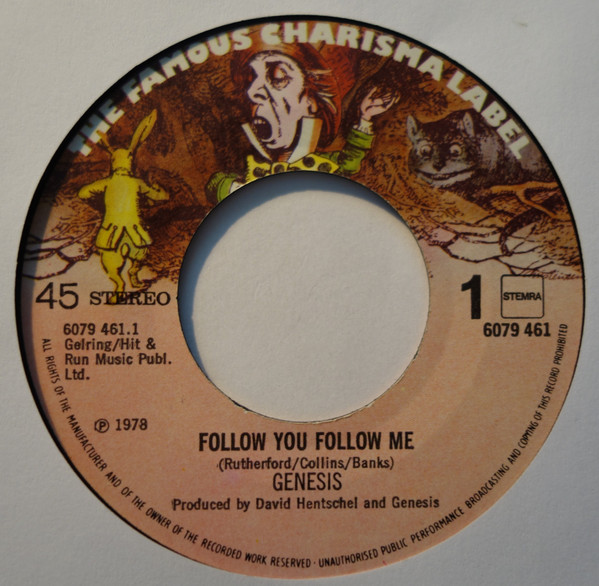 THE FAMOUS CHARISMA LABEL
45 STEREO
1
STEMRA
6079 461.1
6079 461
Gelring/Hit &
Run Music Publ.
Ltd.
℗ 1978
FOLLOW YOU FOLLOW ME
(Rutherford/Collins/Banks)
GENESIS
Produced by David Hentschel and Genesis
ALL RIGHTS OF THE MANUFACTURER AND OF THE OWNER OF THE RECORDED WORK RESERVED · UNAUTHORISED PUBLIC PERFORMANCE BROADCASTING AND COPYING OF THIS RECORD PROHIBITED